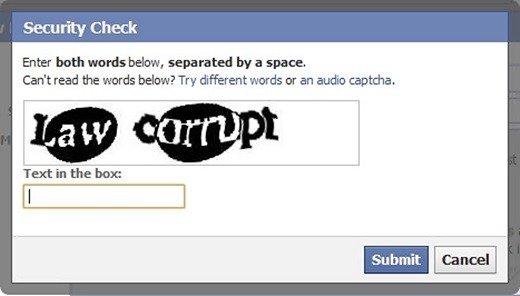 Security Check
Enter both words below, separated by a space.
Can't read the words below? Try different words or an audio captcha.
Law corrupt
Text in the box:
Submit Cancel